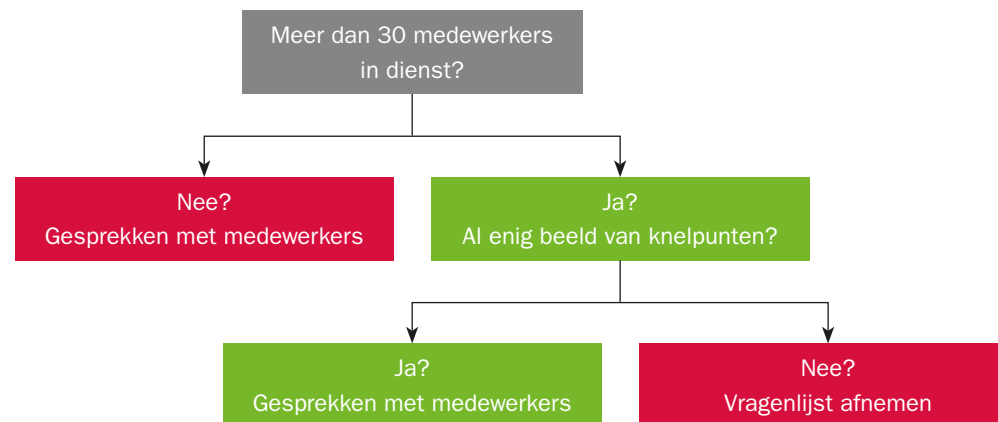 Meer dan 30 medewerkers
in dienst?
Nee?
Gesprekken met medewerkers
Ja?
Al enig beeld van knelpunten?
Ja?
Gesprekken met medewerkers
Nee?
Vragenlijst afnemen